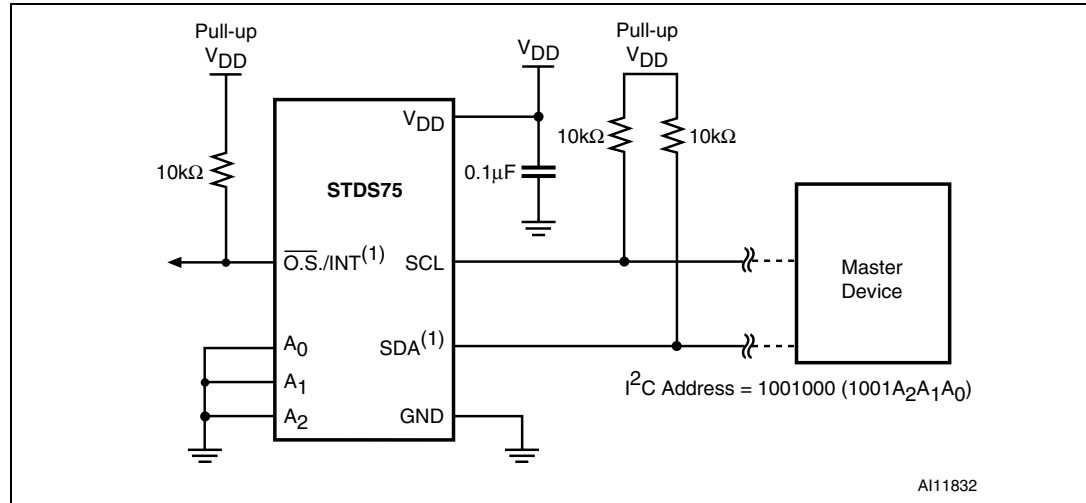 Pull-up
VDD
10kΩ
STDS75
VDD
O.S./INT(1)
SCL
A0
A1
SDA(1)
A2
GND
VDD
0.1μF
Pull-up
VDD
10kΩ
10kΩ
Master
Device
I2C Address = 1001000 (1001A2A1A0)
AI11832